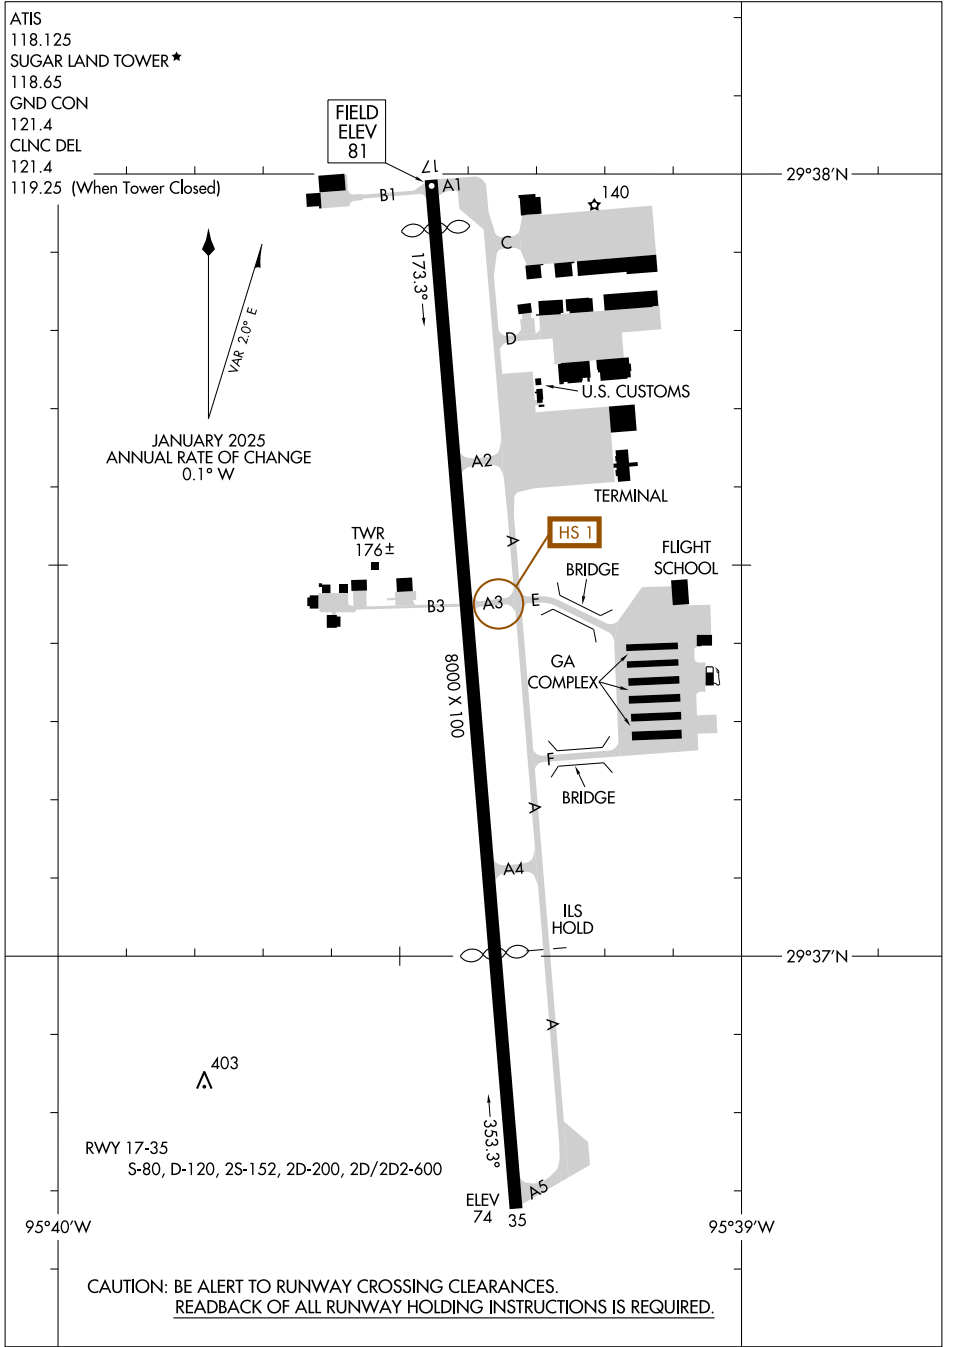 ATIS
118.125
SUGAR LAND TOWER★
118.65
GND CON
121.4
CLNC DEL
121.4
119.25 (When Tower Closed)
FIELD
ELEV
81
17
A1
B1
140
29°38'N
C
173.3°
VAR 2.0° E
D
U.S. CUSTOMS
JANUARY 2025
ANNUAL RATE OF CHANGE
0.1° W
A2
TERMINAL
HS 1
TWR
176±
A
BRIDGE
FLIGHT
SCHOOL
B3
A3
E
GA
COMPLEX
8000 X 100
F
BRIDGE
A
A4
ILS
HOLD
29°37'N
A
403
RWY 17-35
S-80, D-120, 2S-152, 2D-200, 2D/2D2-600
353.3°
A5
ELEV
74
35
95°40'W
95°39'W
CAUTION: BE ALERT TO RUNWAY CROSSING CLEARANCES.
READBACK OF ALL RUNWAY HOLDING INSTRUCTIONS IS REQUIRED.